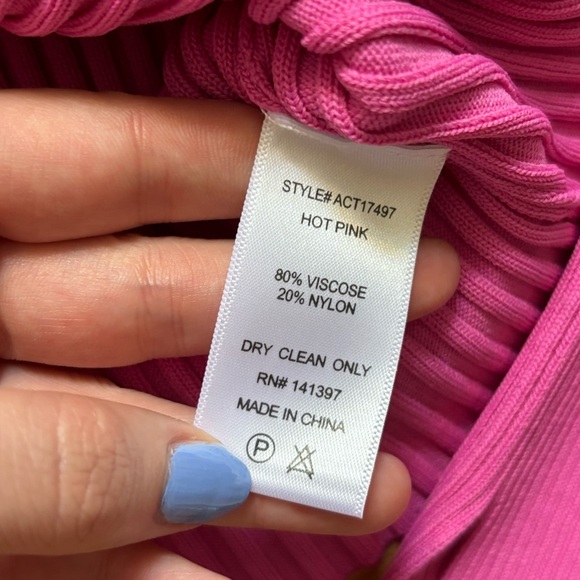 STYLE# ACT17497
HOT PINK
80% VISCOSE
20% NYLON
DRY CLEAN ONLY
RN# 141397
MADE IN CHINA
P